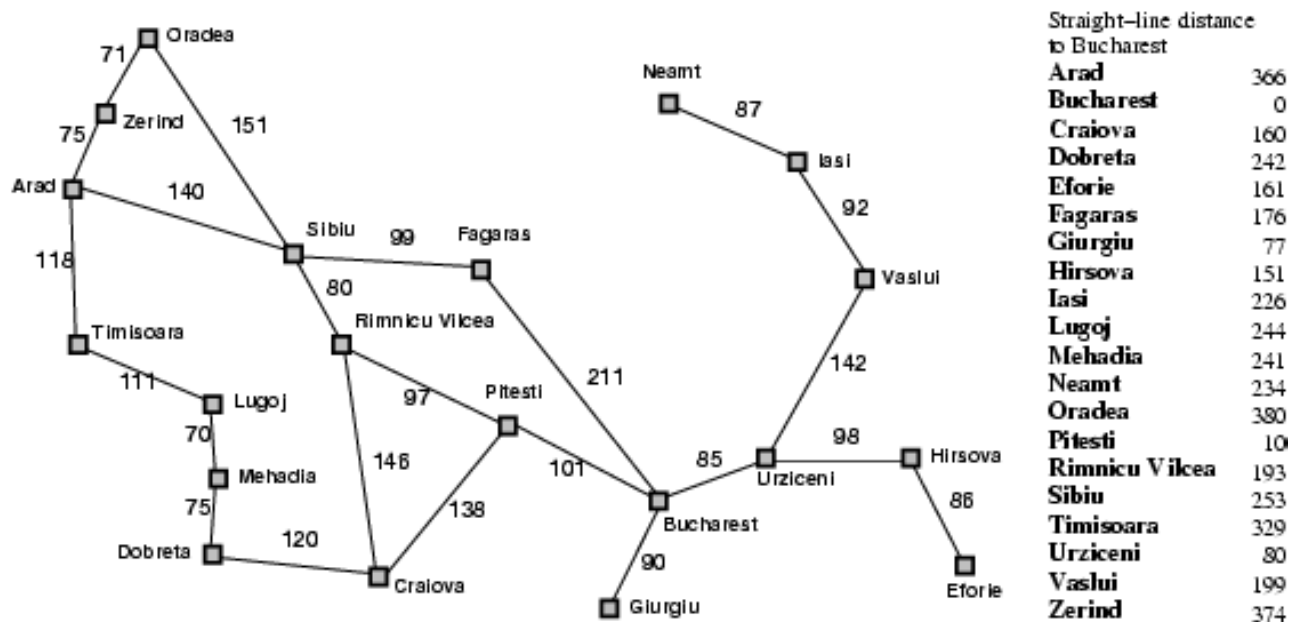 Oradea
71
Neamt
87
Zerind
151
75
Iasi
Arad
140
92
Sibiu
99
Fagaras
118
Vaslui
80
Timisoara
Rimnicu Vilcea
142
211
111
Lugoj
97
Pitesti
70
98
Hirsova
146
85
Mehadia
101
Urziceni
86
75
138
Bucharest
120
Dobreta
90
Craiova
Eforie
Giurgiu
Straight–line distance
to Bucharest
Arad 366
Bucharest 0
Craiova 160
Dobreta 242
Eforie 161
Fagaras 176
Giurgiu 77
Hirsova 151
Iasi 226
Lugoj 244
Mehadia 241
Neamt 234
Oradea 380
Pitesti 10
Rimnicu Vilcea 193
Sibiu 253
Timisoara 329
Urziceni 80
Vaslui 199
Zerind 374